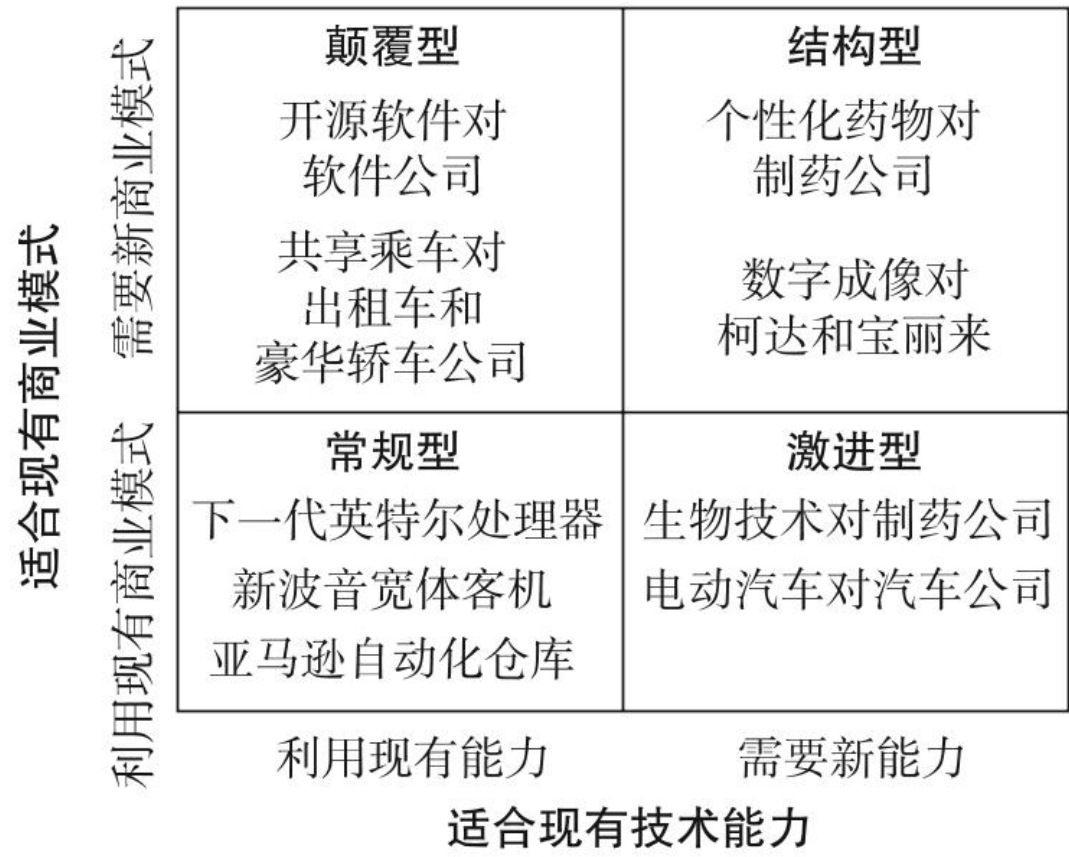 适合现有商业模式
需要新商业模式
颠覆型
开源软件对
软件公司
共享乘车对
出租车和
豪华轿车公司
结构型
个性化药物对
制药公司
数字成像对
柯达和宝丽来
利用现有商业模式
常规型
下一代英特尔处理器
新波音宽体客机
亚马逊自动化仓库
激进型
生物技术对制药公司
电动汽车对汽车公司
利用现有能力
需要新能力
适合现有技术能力